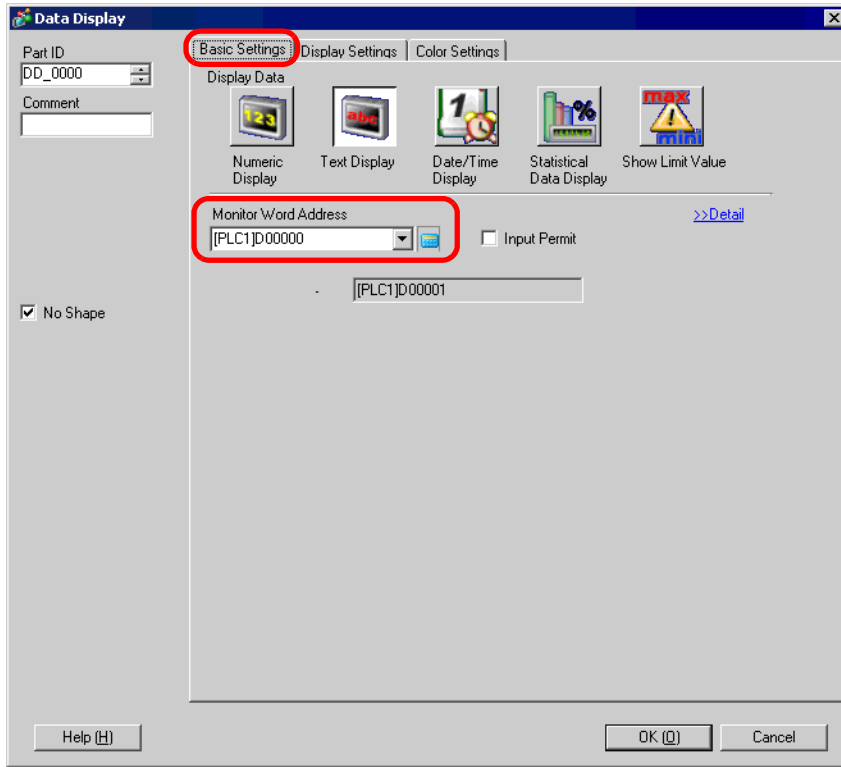 Data Display
Part ID
DD_0000
Comment
No Shape
Basic Settings
Display Settings
Color Settings
Display Data
123
abc
1
%
max
mini
Numeric
Display
Text Display
Date/Time
Display
Statistical
Data Display
Show Limit Value
Monitor Word Address
>>Detail
[PLC1]D00000
Input Permit
-
[PLC1]D00001
Help (H)
OK (O)
Cancel